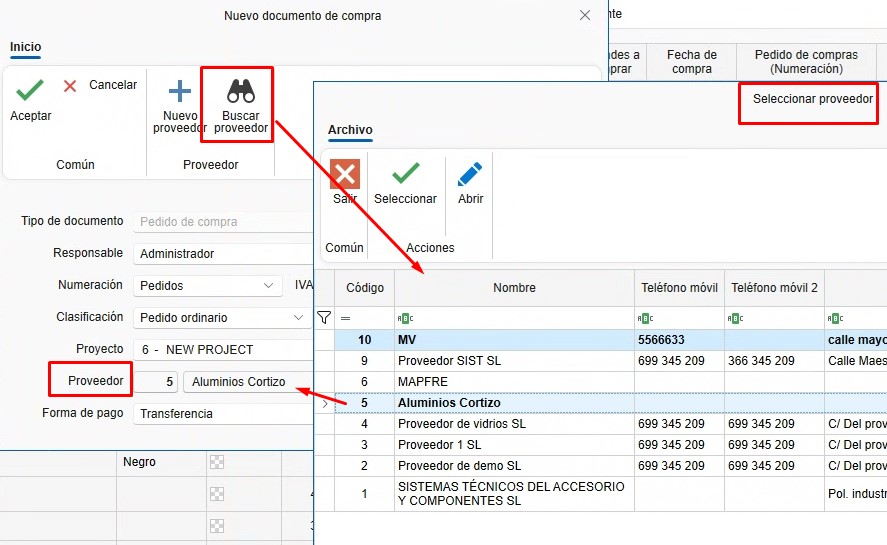 Nuevo documento de compra
Inicio
Aceptar
Cancelar
Común
Nuevo
proveedor
Buscar
proveedor
Proveedor
Tipo de documento Pedido de compra
Responsable Administrador
Numeración Pedidos IVA
Clasificación Pedido ordinario
Proyecto 6 - NEW PROJECT
Proveedor 5 Aluminios Cortizo
Forma de pago Transferencia
Negro
Fecha de
compra
Pedido de compras
(Numeración)
Seleccionar proveedor
Archivo
Salir
Seleccionar
Abrir
Común
Acciones
Código Nombre Teléfono móvil Teléfono móvil 2
10 MV 5566633 calle mayo
9 Proveedor SIST SL 699 345 209 366 345 209 Calle Maes
6 MAPFRE
5 Aluminios Cortizo
4 Proveedor de vidrios SL 699 345 209 699 345 209 C/ Del prov
3 Proveedor 1 SL 699 345 209 699 345 209 C/ Del prov
2 Proveedor de demo SL 699 345 209 699 345 209 C/ Del prov
1 SISTEMAS TÉCNICOS DEL ACCESORIO
Y COMPONENTES SL Pol. industr